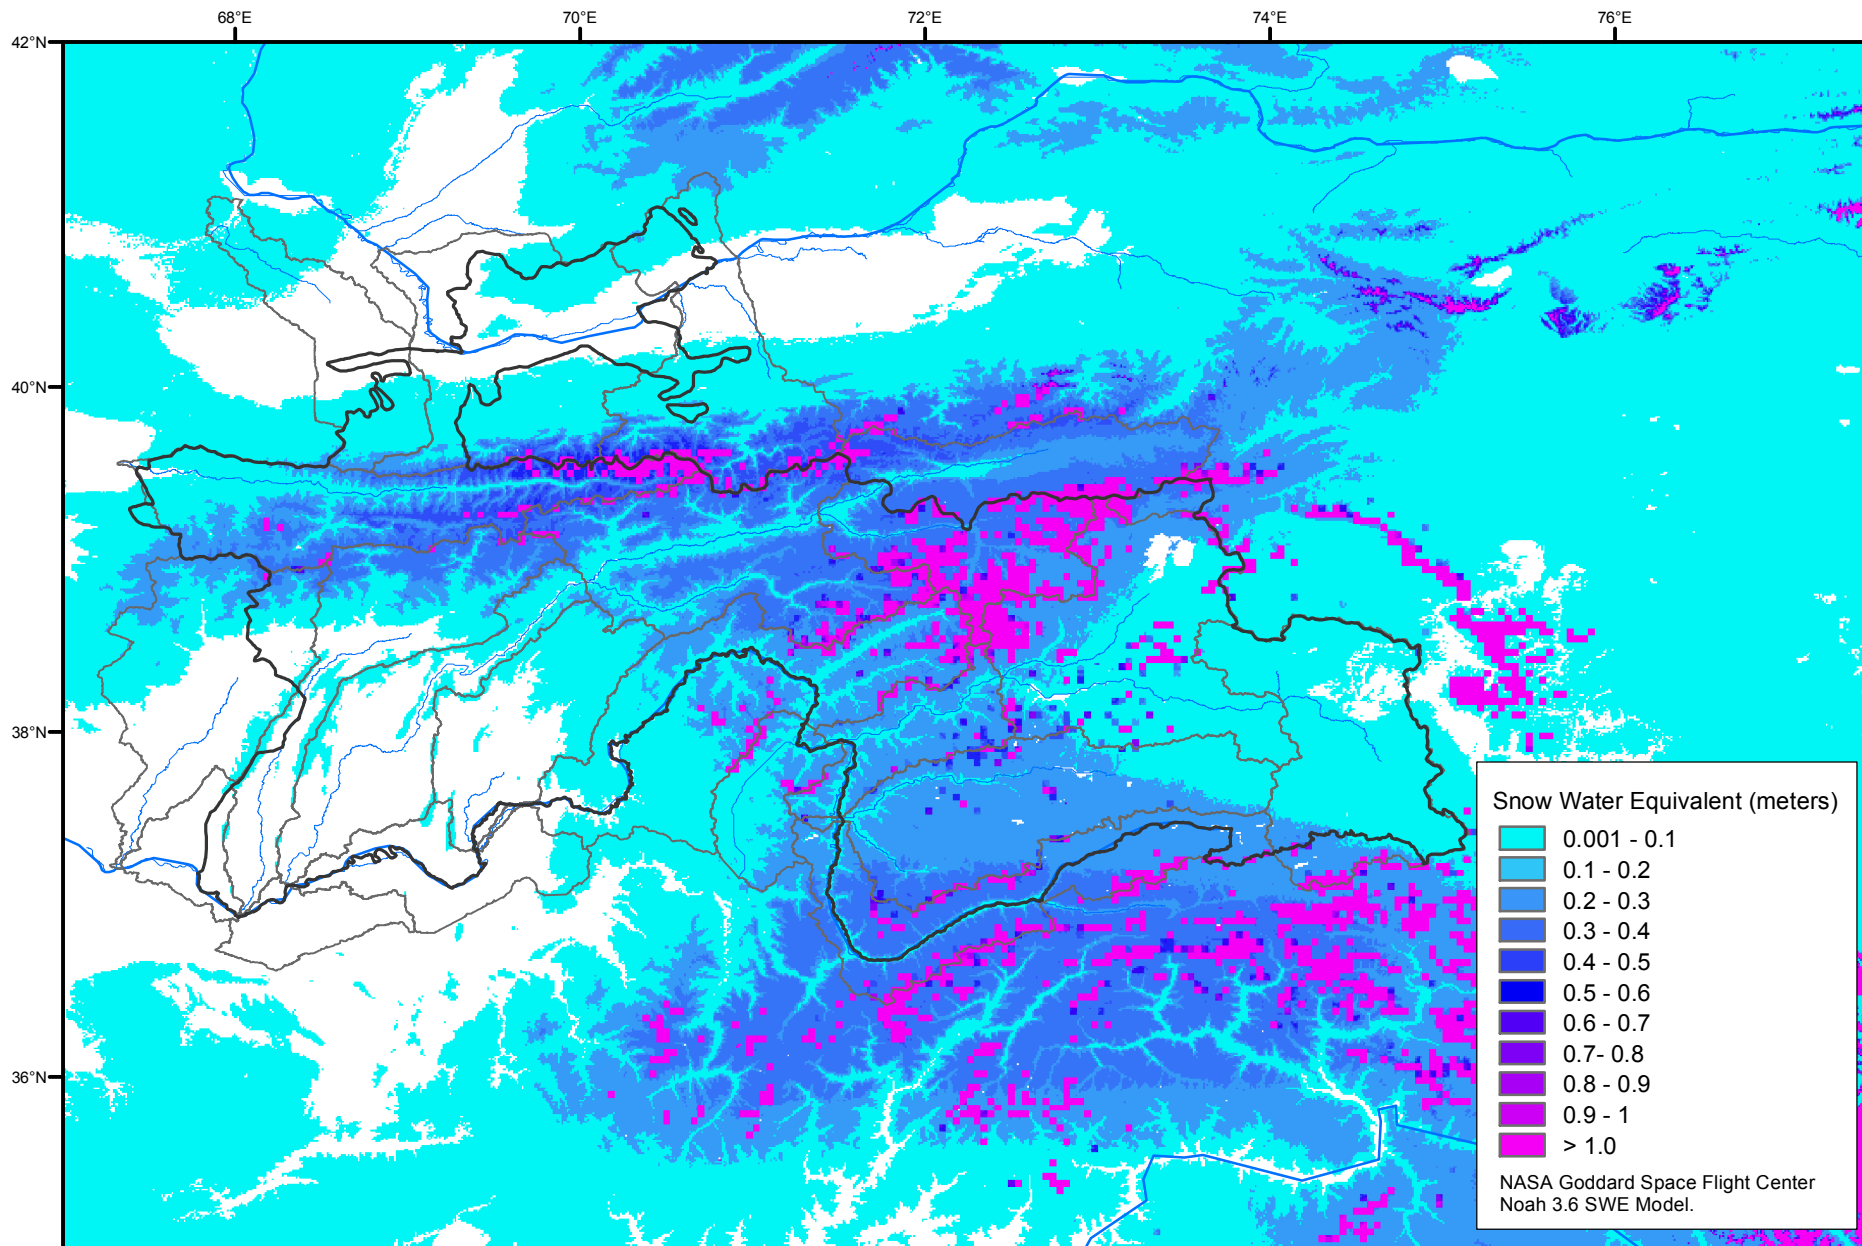 68°E
70°E
72°E
74°E
76°E
42°N
40°N
38°N
36°N
Snow Water Equivalent (meters)
0.001 - 0.1
0.1 - 0.2
0.2 - 0.3
0.3 - 0.4
0.4 - 0.5
0.5 - 0.6
0.6 - 0.7
0.7- 0.8
0.8 - 0.9
0.9 - 1
> 1.0
NASA Goddard Space Flight Center
Noah 3.6 SWE Model.